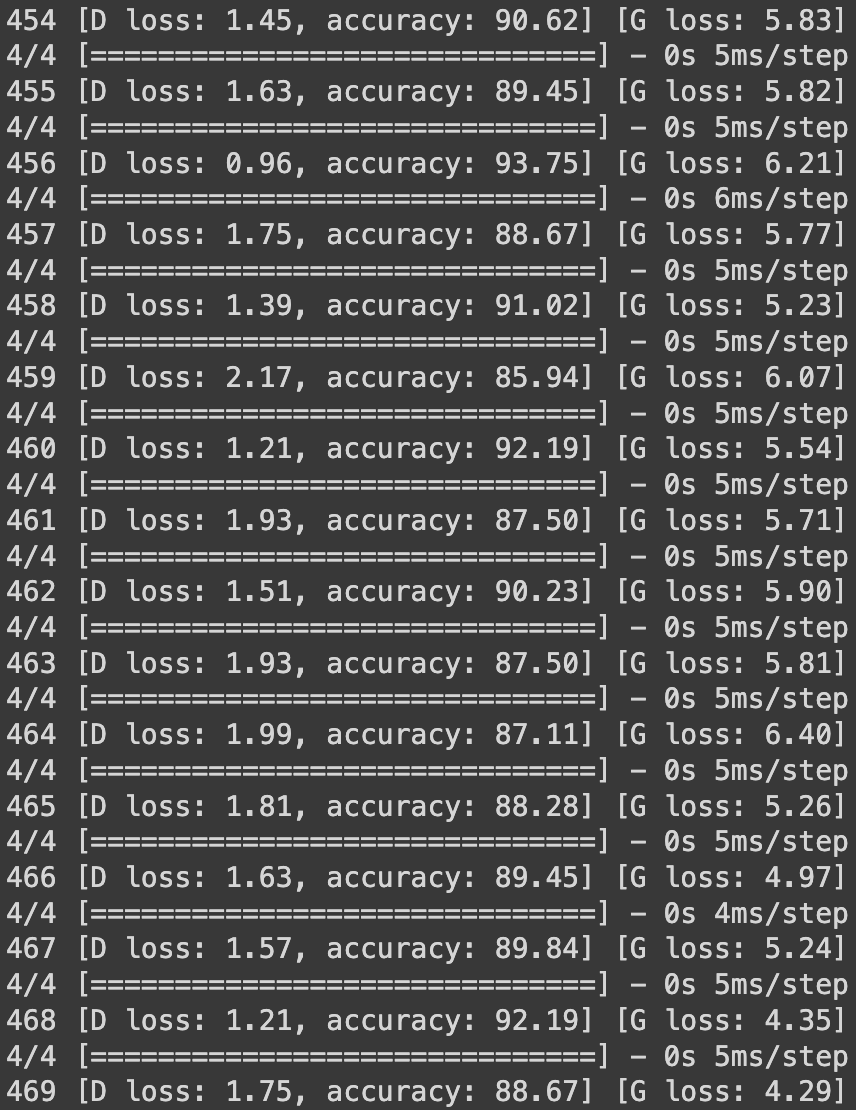 454 [D loss: 1.45, accuracy: 90.62] [G loss: 5.83]
4/4 [==============================] - 0s 5ms/step
455 [D loss: 1.63, accuracy: 89.45] [G loss: 5.82]
4/4 [==============================] - 0s 5ms/step
456 [D loss: 0.96, accuracy: 93.75] [G loss: 6.21]
4/4 [==============================] - 0s 6ms/step
457 [D loss: 1.75, accuracy: 88.67] [G loss: 5.77]
4/4 [==============================] - 0s 5ms/step
458 [D loss: 1.39, accuracy: 91.02] [G loss: 5.23]
4/4 [==============================] - 0s 5ms/step
459 [D loss: 2.17, accuracy: 85.94] [G loss: 6.07]
4/4 [==============================] - 0s 5ms/step
460 [D loss: 1.21, accuracy: 92.19] [G loss: 5.54]
4/4 [==============================] - 0s 5ms/step
461 [D loss: 1.93, accuracy: 87.50] [G loss: 5.71]
4/4 [==============================] - 0s 5ms/step
462 [D loss: 1.51, accuracy: 90.23] [G loss: 5.90]
4/4 [==============================] - 0s 5ms/step
463 [D loss: 1.93, accuracy: 87.50] [G loss: 5.81]
4/4 [==============================] - 0s 5ms/step
464 [D loss: 1.99, accuracy: 87.11] [G loss: 6.40]
4/4 [==============================] - 0s 5ms/step
465 [D loss: 1.81, accuracy: 88.28] [G loss: 5.26]
4/4 [==============================] - 0s 5ms/step
466 [D loss: 1.63, accuracy: 89.45] [G loss: 4.97]
4/4 [==============================] - 0s 4ms/step
467 [D loss: 1.57, accuracy: 89.84] [G loss: 5.24]
4/4 [==============================] - 0s 5ms/step
468 [D loss: 1.21, accuracy: 92.19] [G loss: 4.35]
4/4 [==============================] - 0s 5ms/step
469 [D loss: 1.75, accuracy: 88.67] [G loss: 4.29]